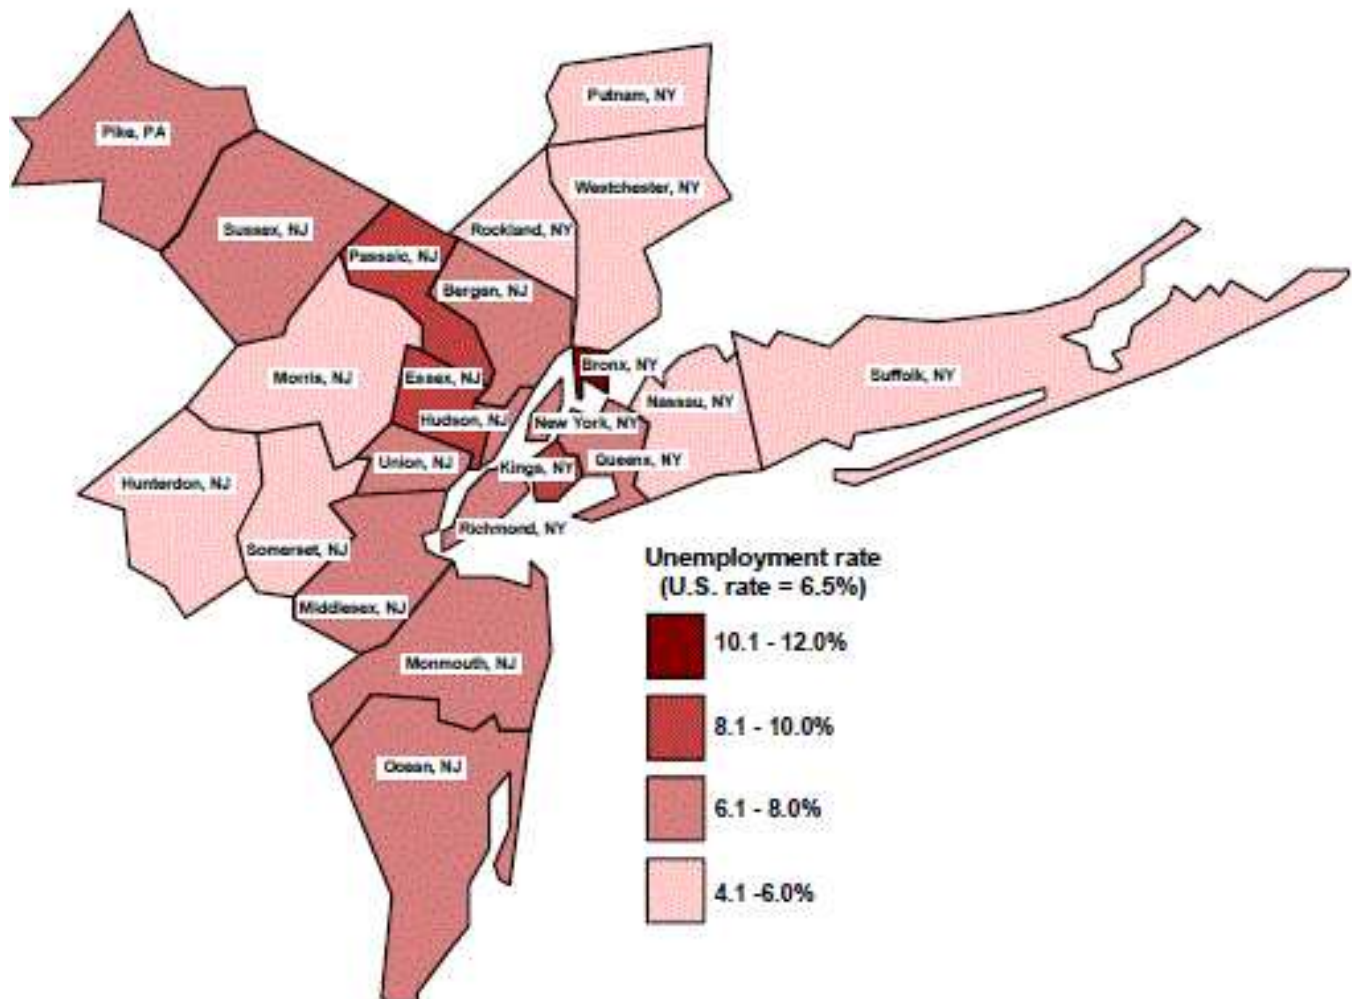 Putnam, NY
Pike, PA
Westchester, NY
Sussex, NJ
Rockland, NY
Passaic, NJ
Bergen, NJ
Bronx, NY
Morris, NJ
Essex, NJ
Suffolk, NY
Nassau, NY
Hudson, NJ
New York, NY
Union, NJ
Kings, NY
Queens, NY
Hunterdon, NJ
Richmond, NY
Somerset, NJ
Middlesex, NJ
Monmouth, NJ
Ocean, NJ
Unemployment rate
(U.S. rate = 6.5%)
10.1 - 12.0%
8.1 - 10.0%
6.1 - 8.0%
4.1 -6.0%